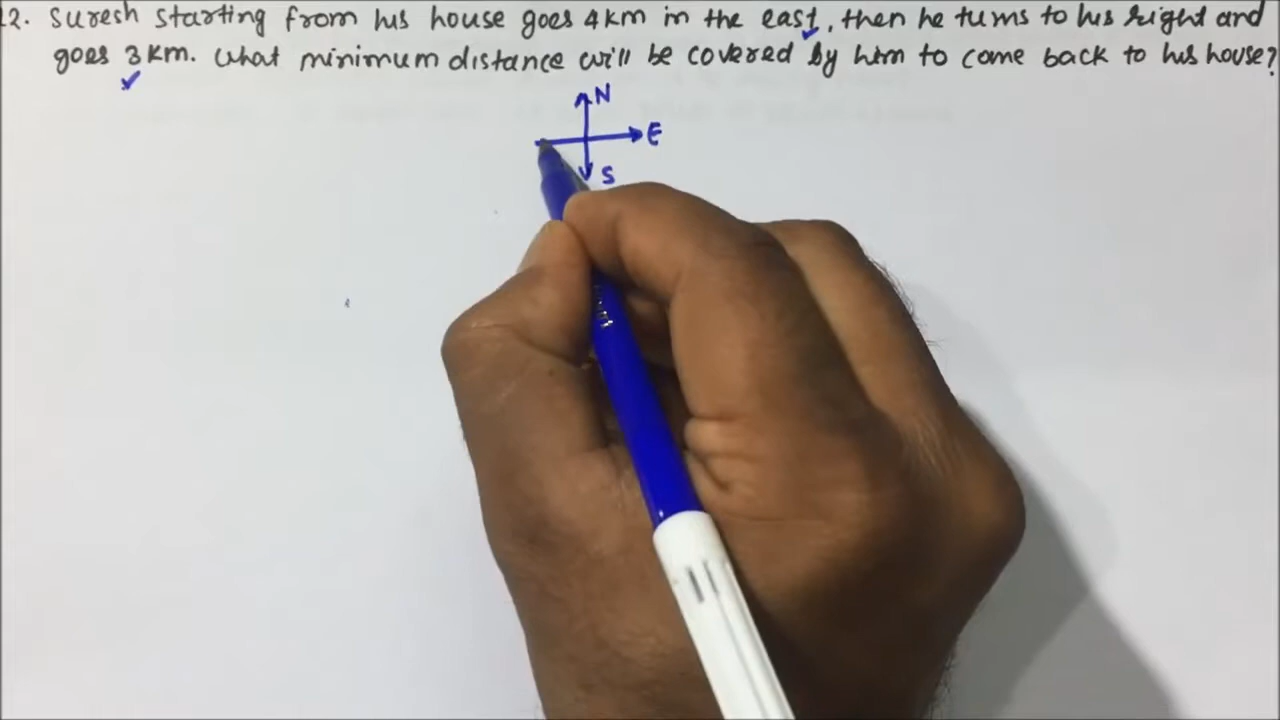 12. Suresh starting from his house goes 4km in the east, then he turns to his right and
goes 3km. What minimum distance will be covered by him to come back to his house?
N
E
S